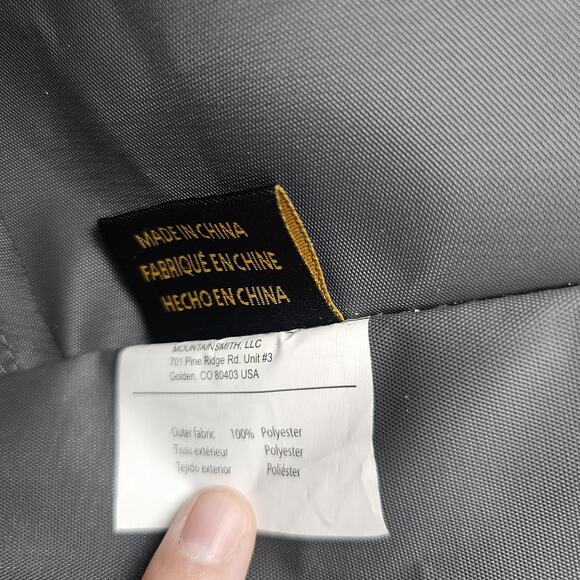 MADE IN CHINA
FABRIQUÉ EN CHINE
HECHO EN CHINA
MOUNTAINSMITH, LLC
701 Pine Ridge Rd. Unit #3
Golden, CO 80403 USA
Outer fabric 100% Polyester
Tissu extérieur Polyester
Tejido exterior Poliéster